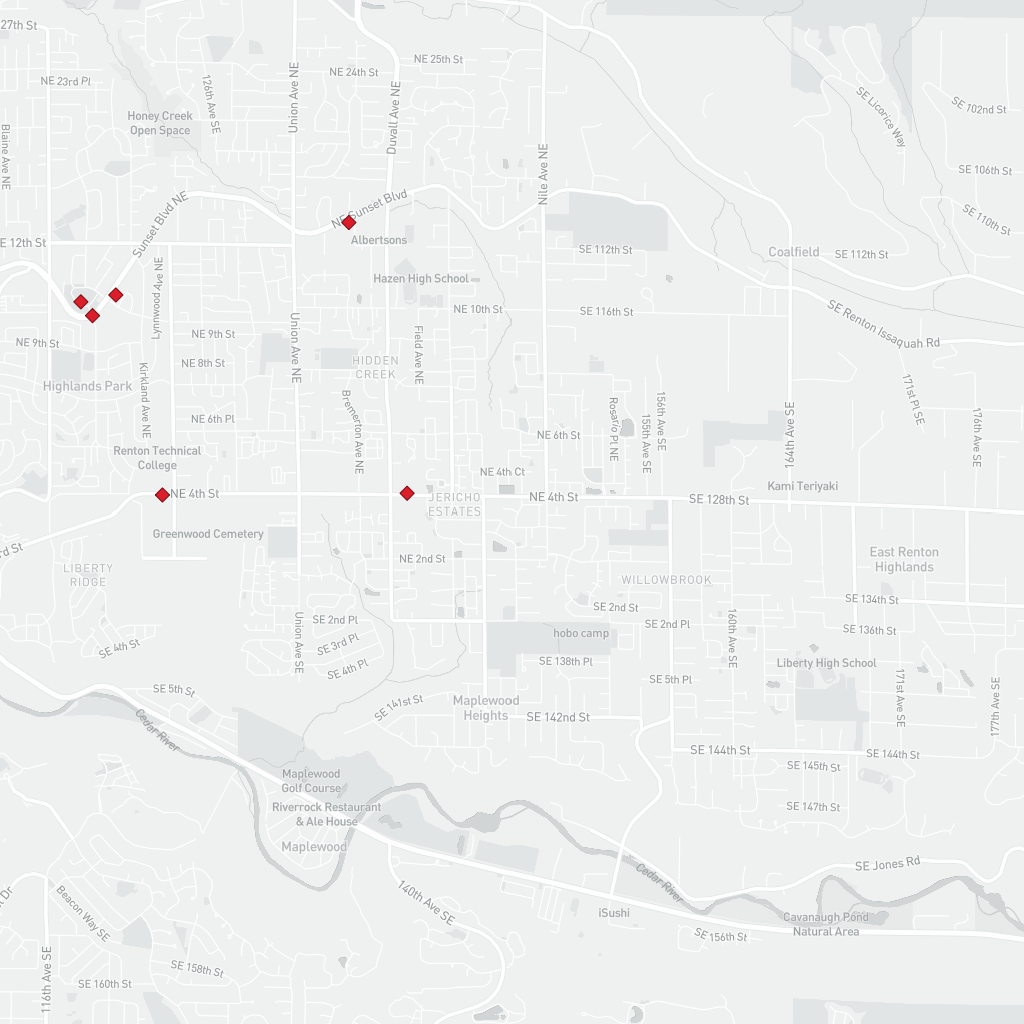 27th St
NE 25th St
NE 24th St
NE 23rd Pl
126th Ave SE
Union Ave NE
Duvall Ave NE
Honey Creek
Open Space
Blaine Ave NE
Nile Ave NE
SE Licorice Way
SE 102nd St
SE 106th St
SE 110th St
Sunset Blvd NE
NE Sunset Blvd
Albertsons
E 12th St
SE 112th St
Coalfield
SE 112th St
Lynnwood Ave NE
Hazen High School
NE 10th St
SE 116th St
SE Renton Issaquah Rd
NE 9th St
NE 9th St
Union Ave NE
Field Ave NE
NE 8th St
HIDDEN
CREEK
Highlands Park
Kirkland Ave NE
Bremerton Ave NE
NE 6th Pl
NE 6th St
Rosario Pl NE
155th Ave SE
156th Ave SE
164th Ave SE
171st Pl SE
176th Ave SE
Renton Technical
College
NE 4th Ct
Kami Teriyaki
NE 4th St
JERICHO
ESTATES
NE 4th St
SE 128th St
Greenwood Cemetery
rd St
NE 2nd St
East Renton
Highlands
LIBERTY
RIDGE
WILLOWBROOK
SE 134th St
SE 2nd St
SE 2nd Pl
SE 136th St
160th Ave SE
Union Ave SE
SE 2nd Pl
SE 3rd Pl
SE 4th Pl
SE 4th St
hobo camp
SE 138th Pl
Liberty High School
SE 5th Pl
171st Ave SE
177th Ave SE
SE 5th St
SE 141st St
Maplewood
Heights
SE 142nd St
Cedar River
SE 144th St
SE 144th St
SE 145th St
Maplewood
Golf Course
Riverrock Restaurant
& Ale House
Maplewood
SE 147th St
SE Jones Rd
Cedar River
140th Ave SE
t Dr
Beacon Way SE
iSushi
Cavanaugh Pond
Natural Area
SE 156th St
SE 158th St
SE 160th St
116th Ave SE